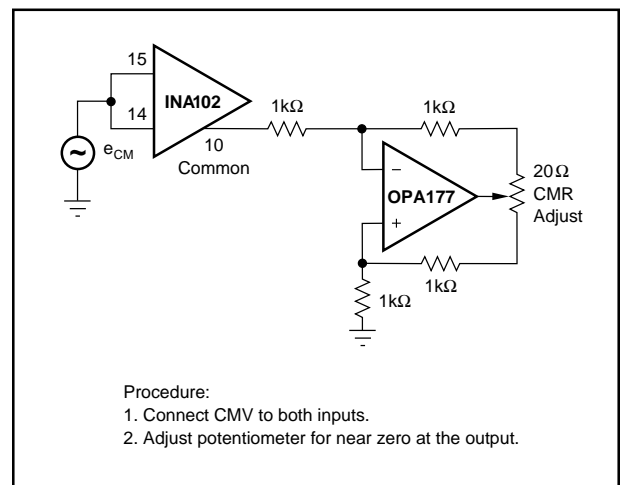 15
INA102
14
10
Common
e CM
1kΩ
1kΩ
−
OPA177
+
20Ω
CMR
Adjust
1kΩ
1kΩ
Procedure:
1. Connect CMV to both inputs.
2. Adjust potentiometer for near zero at the output.